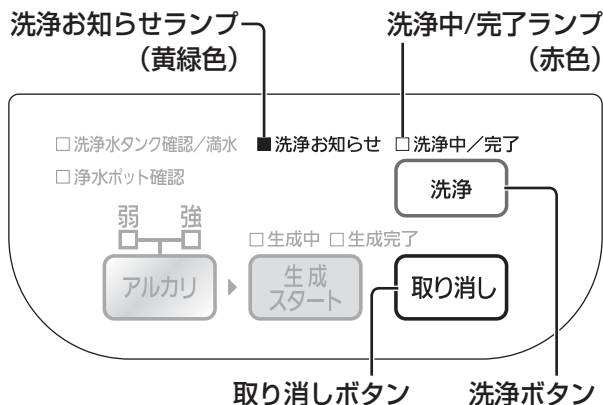 洗浄お知らせランプ
（黄緑色）
洗浄中/完了ランプ
（赤色）
□洗浄水タンク確認／満水 ■洗浄お知らせ □洗浄中／完了
□浄水ポット確認
洗浄
弱 強
□生成中 □生成完了
アルカリ
生成
スタート
取り消し
取り消しボタン
洗浄ボタン